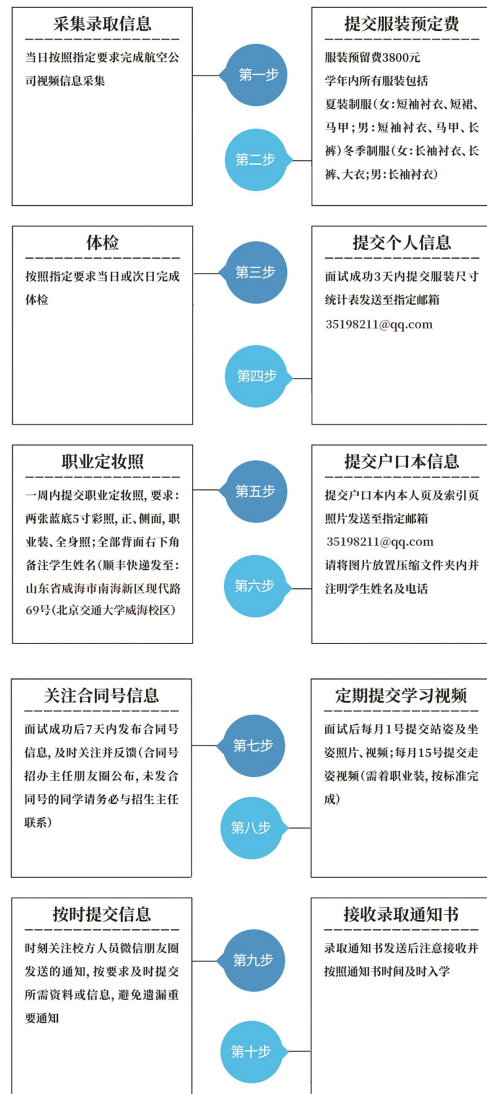 采集录取信息
当日按照指定要求完成航空公
司视频信息采集
第一步
提交服装预定费
服装预留费3800元
学年内所有服装包括
夏装制服(女:短袖衬衣、短裙、
马甲;男:短袖衬衣、马甲、长
裤)冬季制服(女:长袖衬衣、长
裤、大衣;男:长袖衬衣)
第二步
体检
按照指定要求当日或次日完成
体检
第三步
提交个人信息
面试成功3天内提交服装尺寸
统计表发送至指定邮箱
35198211@qq.com
第四步
职业定妆照
一周内提交职业定妆照,要求:
两张蓝底5寸彩照,正、侧面,职
业装、全身照;全部背面右下角
备注学生姓名(顺丰快递发至:
山东省威海市南海新区现代路
69号(北京交通大学威海校区)
第五步
提交户口本信息
提交户口本内本人页及索引页
照片发送至指定邮箱
35198211@qq.com
请将图片放置压缩文件夹内并
注明学生姓名及电话
第六步
关注合同号信息
面试成功后7天内发布合同号
信息,及时关注并反馈(合同号
招办主任朋友圈公布,未发合
同号的同学请务必与招生主任
联系)
第七步
定期提交学习视频
面试后每月1号提交站姿及坐
姿照片、视频;每月15号提交走
姿视频(需着职业装,按标准完
成)
第八步
按时提交信息
时刻关注校方人员微信朋友圈
发送的通知,按要求及时提交
所需资料或信息,避免遗漏重
要通知
第九步
接收录取通知书
录取通知书发送后注意接收并
按照通知书时间及时入学
第十步